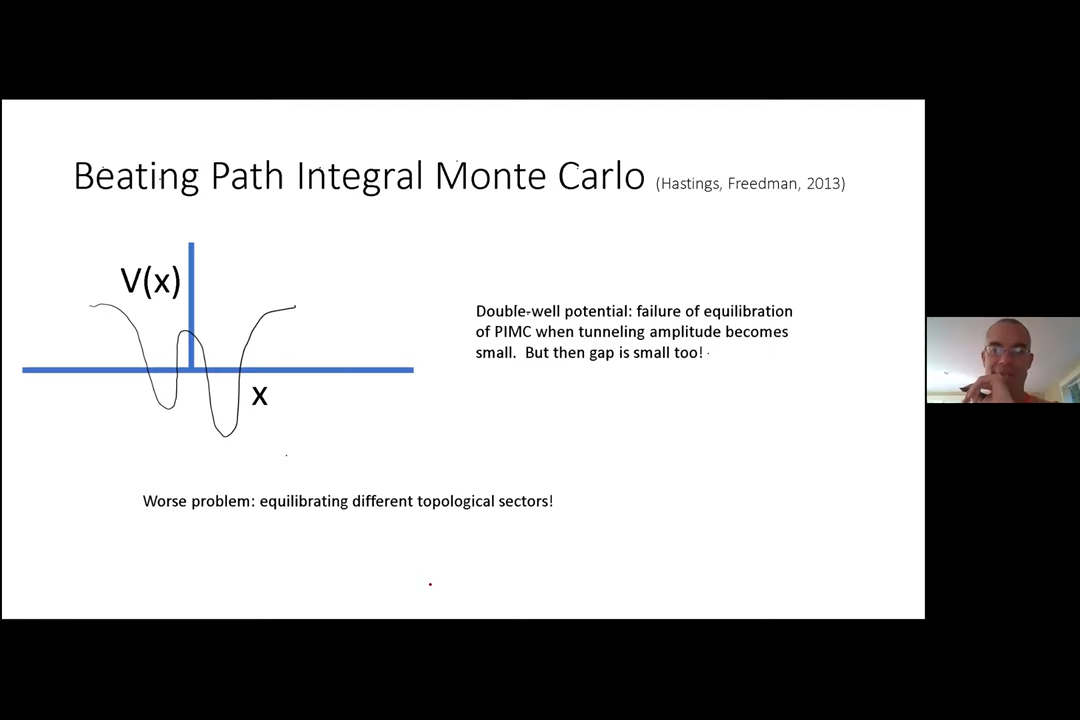 Beating Path Integral Monte Carlo (Hastings, Freedman, 2013)
V(x)
x
Double-well potential: failure of equilibration
of PIMC when tunneling amplitude becomes
small. But then gap is small too!
Worse problem: equilibrating different topological sectors!